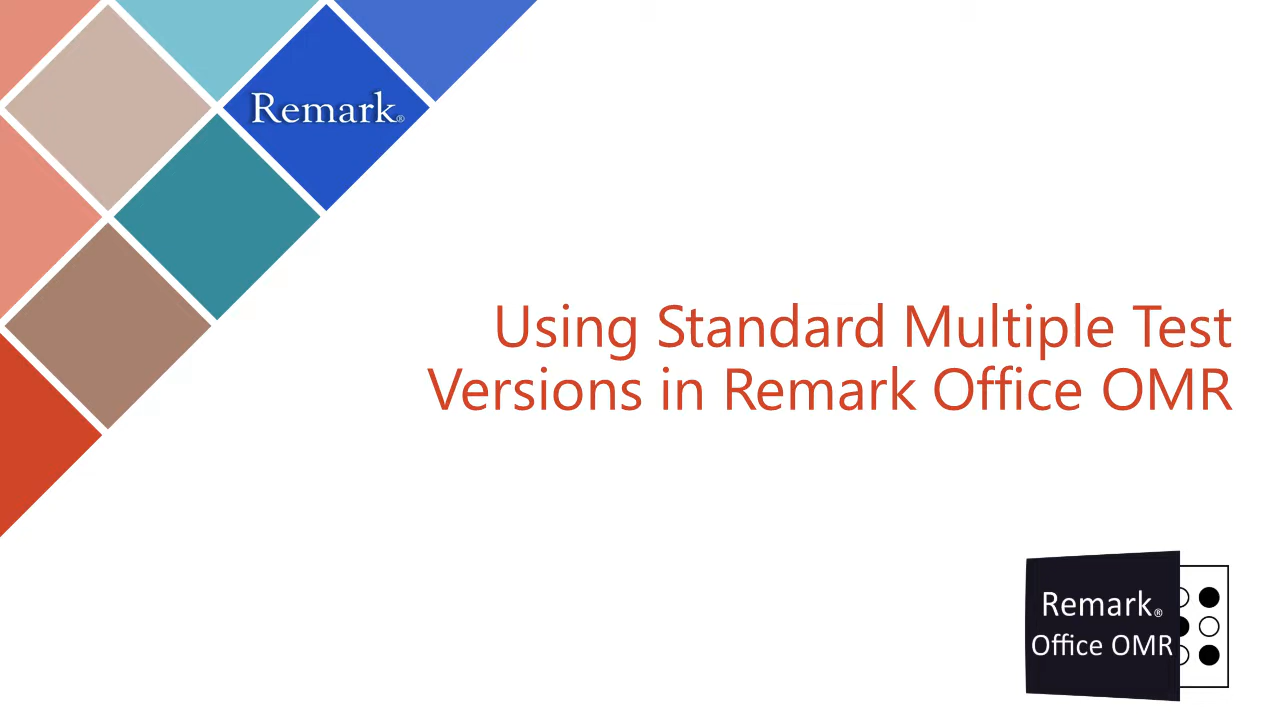 Remark®
Using Standard Multiple Test
Versions in Remark Office OMR
Remark®
Office OMR